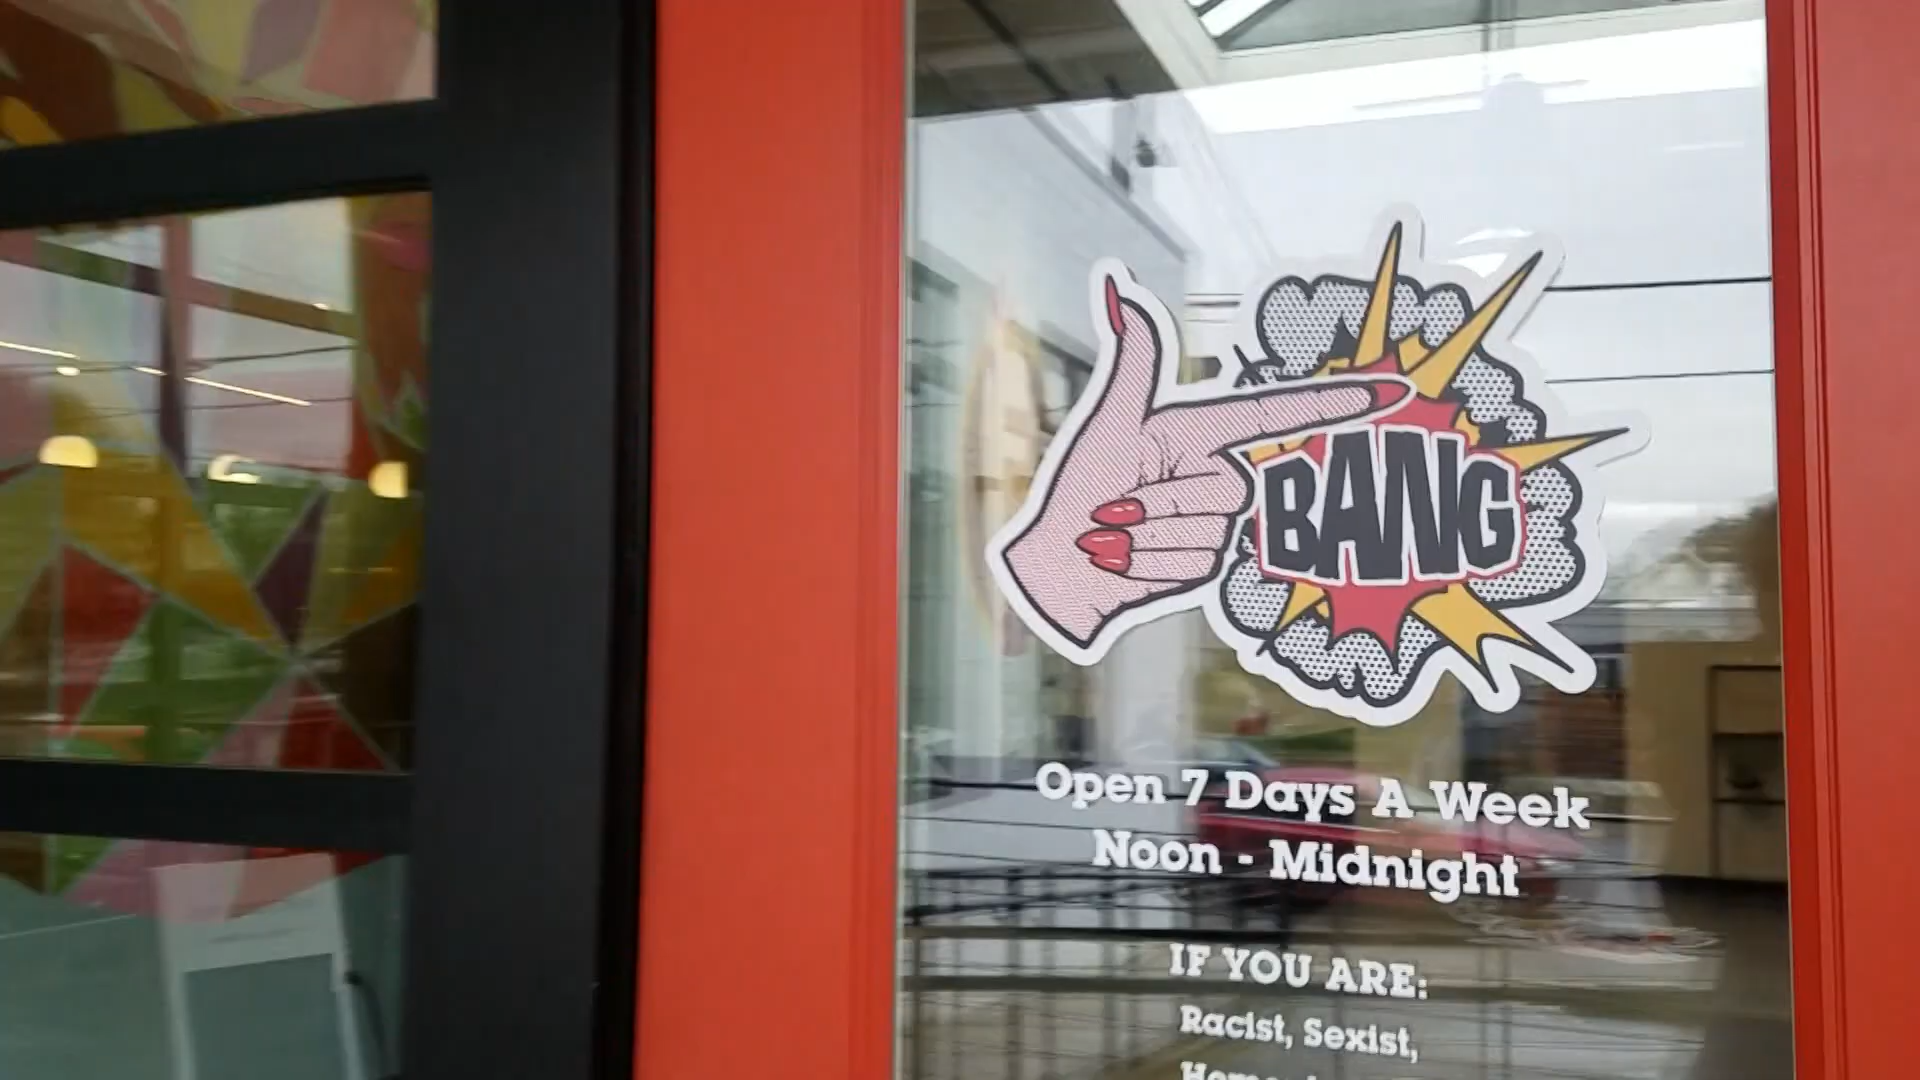 BANG
Open 7 Days A Week
Noon - Midnight
IF YOU ARE:
Racist, Sexist,